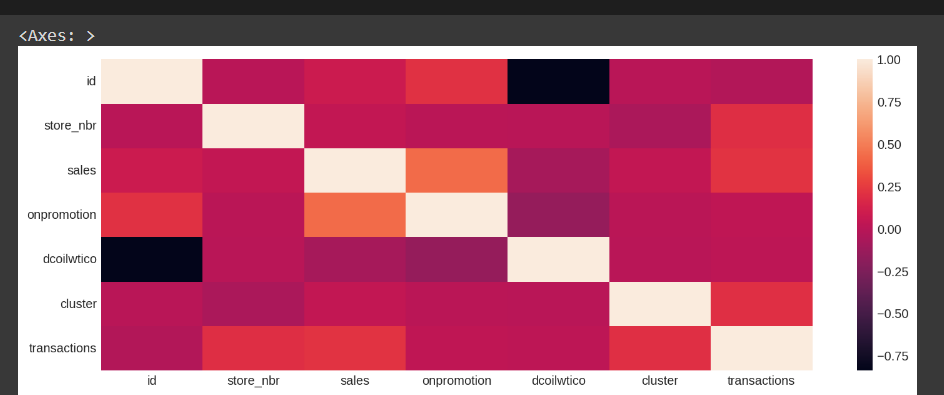 <Axes: >
id
store_nbr
sales
onpromotion
dcoilwtico
cluster
transactions
id store_nbr sales onpromotion dcoilwtico cluster transactions
1.00
0.75
0.50
0.25
0.00
−0.25
−0.50
−0.75